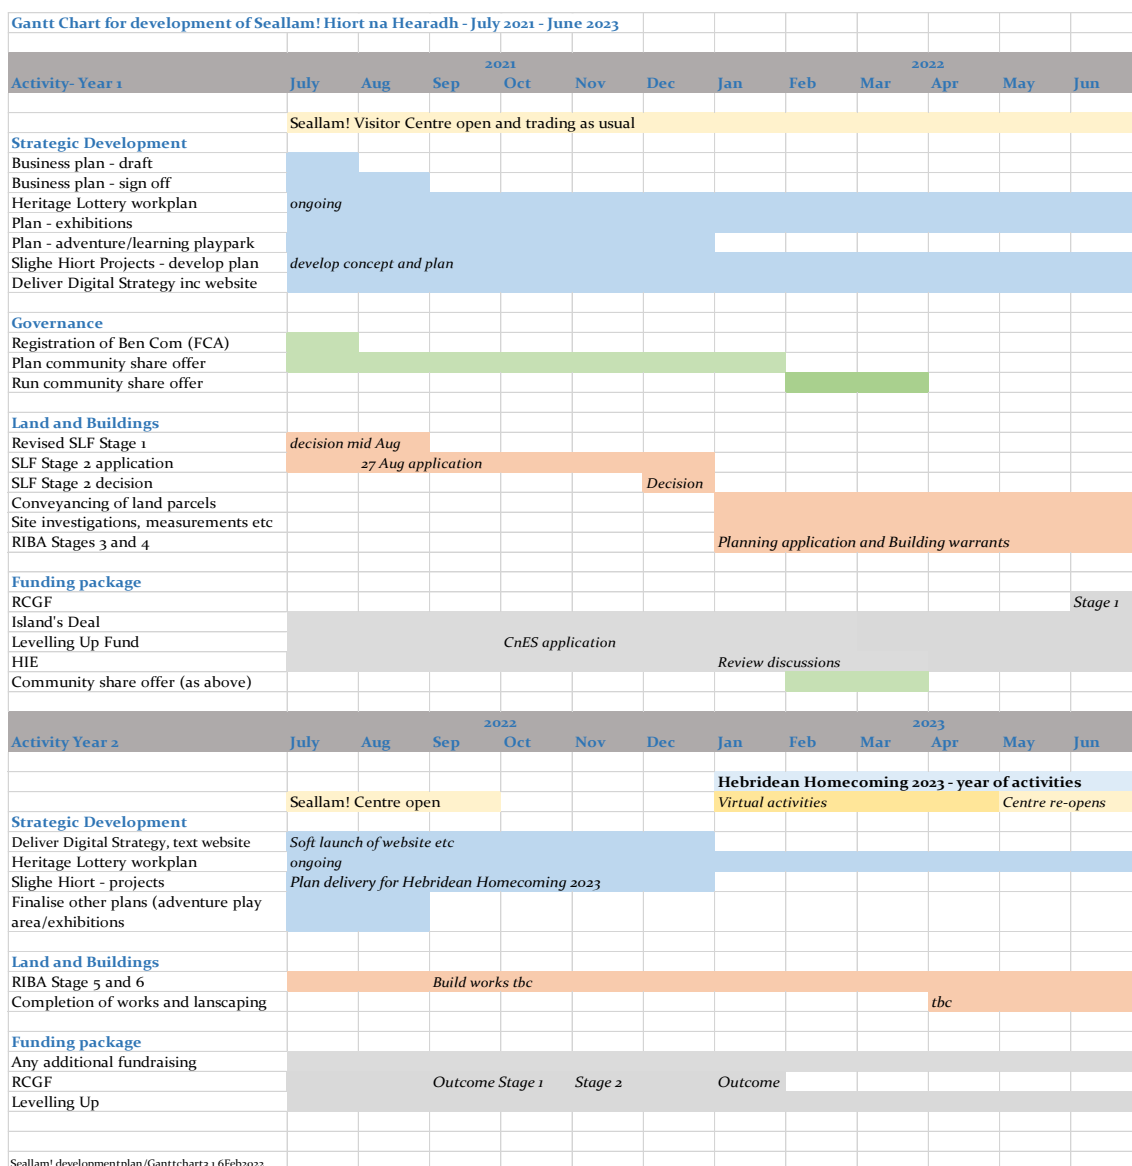 Gantt Chart for development of Seallam! Hiort na Hearadh - July 2021 - June 2023
2021 2022
Activity- Year 1 July Aug Sep Oct Nov Dec Jan Feb Mar Apr May Jun
Seallam! Visitor Centre open and trading as usual
Strategic Development
Business plan - draft
Business plan - sign off
Heritage Lottery workplan ongoing
Plan - exhibitions
Plan - adventure/learning playpark
Slighe Hiort Projects - develop plan develop concept and plan
Deliver Digital Strategy inc website
Governance
Registration of Ben Com (FCA)
Plan community share offer
Run community share offer
Land and Buildings
Revised SLF Stage 1 decision mid Aug
SLF Stage 2 application 27 Aug application
SLF Stage 2 decision Decision
Conveyancing of land parcels
Site investigations, measurements etc
RIBA Stages 3 and 4 Planning application and Building warrants
Funding package
RCGF Stage 1
Island's Deal
Levelling Up Fund CnES application
HIE Review discussions
Community share offer (as above)
2022 2023
Activity Year 2 July Aug Sep Oct Nov Dec Jan Feb Mar Apr May Jun
Hebridean Homecoming 2023 - year of activities
Seallam! Centre open Virtual activities Centre re-opens
Strategic Development
Deliver Digital Strategy, text website Soft launch of website etc
Heritage Lottery workplan ongoing
Slighe Hiort - projects Plan delivery for Hebridean Homecoming 2023
Finalise other plans (adventure play
area/exhibitions
Land and Buildings
RIBA Stage 5 and 6 Build works tbc
Completion of works and lanscaping tbc
Funding package
Any additional fundraising
RCGF Outcome Stage 1 Stage 2 Outcome
Levelling Up
Seallam! developmentplan/Ganttchart3.1 6Feb2022